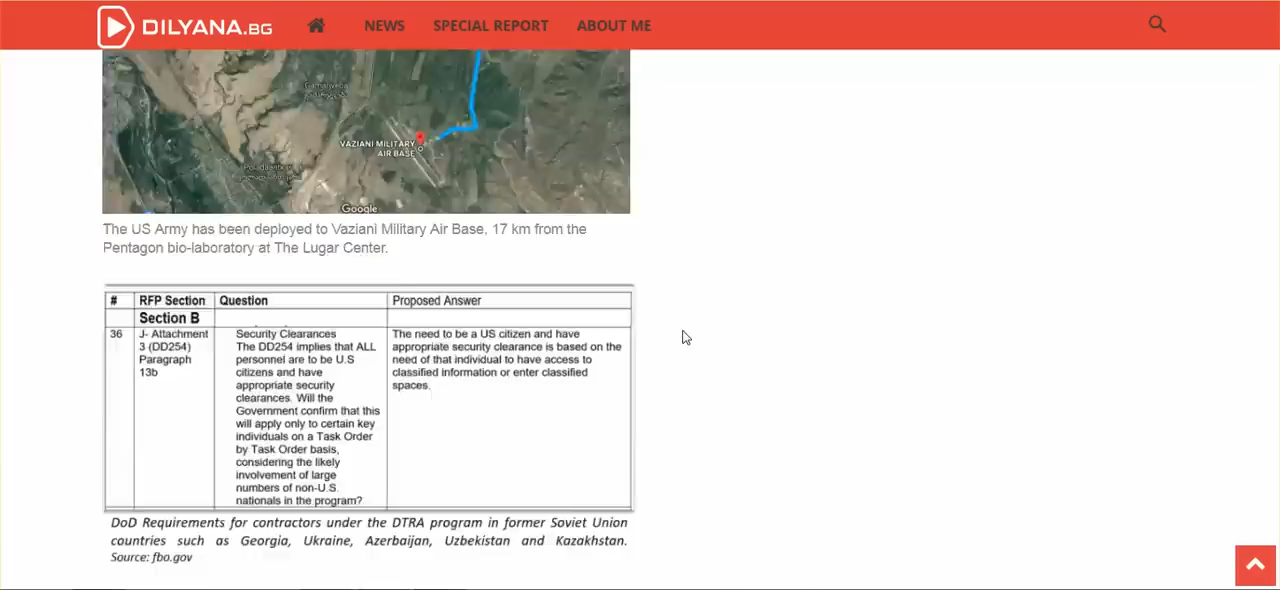 DILYANA.BG
NEWS
SPECIAL REPORT
ABOUT ME
VAZIANI MILITARY
AIR BASE
Google
The US Army has been deployed to Vaziani Military Air Base, 17 km from the
Pentagon bio-laboratory at The Lugar Center.
# RFP Section Question Proposed Answer
Section B
36
J- Attachment
3 (DD254)
Paragraph
13b
Security Clearances
The DD254 implies that ALL
personnel are to be U.S
citizens and have
appropriate security
clearances. Will the
Government confirm that this
will apply only to certain key
individuals on a Task Order
by Task Order basis,
considering the likely
involvement of large
numbers of non-U.S.
nationals in the program?
The need to be a US citizen and have
appropriate security clearance is based on the
need of that individual to have access to
classified information or enter classified
spaces.
DoD Requirements for contractors under the DTRA program in former Soviet Union
countries such as Georgia, Ukraine, Azerbaijan, Uzbekistan and Kazakhstan.
Source: fbo.gov